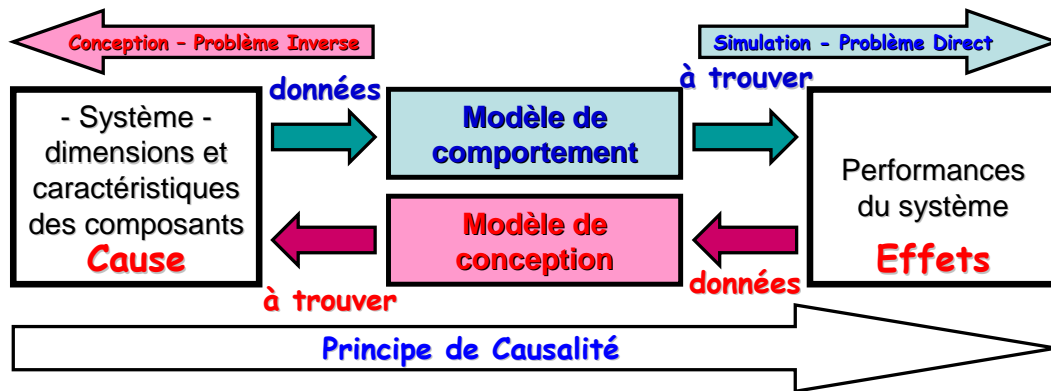 Conception – Problème Inverse
Simulation - Problème Direct
données
à trouver
- Système -
dimensions et
caractéristiques
des composants
Cause
Modèle de
comportement
Performances
du système
Effets
Modèle de
conception
à trouver
données
Principe de Causalité